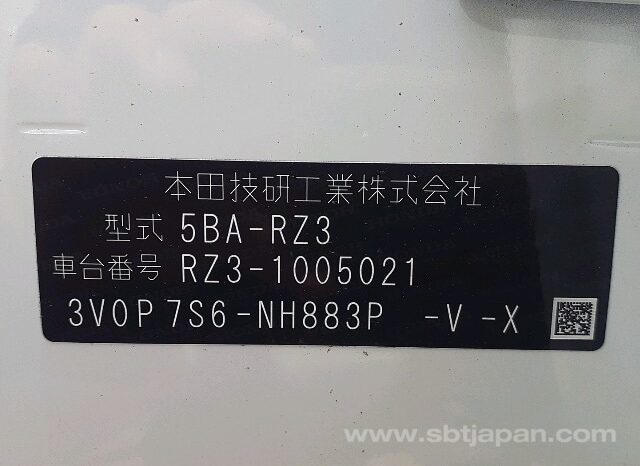 本田技研工業株式会社
型式 5BA-RZ3
車台番号 RZ3-1005021
3V0P 7S6-NH883P -V -X
www.sbtjapan.com